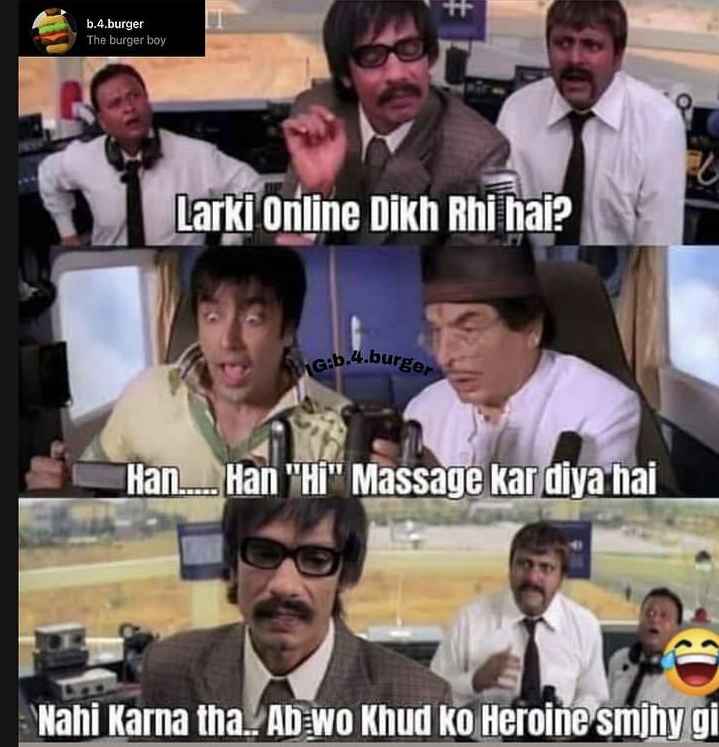 b.4.burger
The burger boy
Larki Online Dikh Rhi hai?
IG:b.4.burger
Han..... Han "Hi" Massage kar diya hai
Nahi Karna tha.. Ab wo Khud ko Heroine smjhy gi